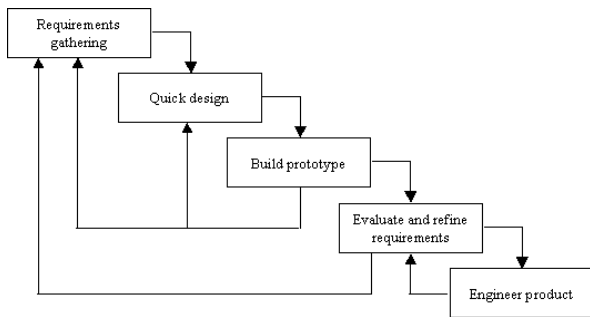 Requirements
gathering
Quick design
Build prototype
Evaluate and refine
requirements
Engineer product